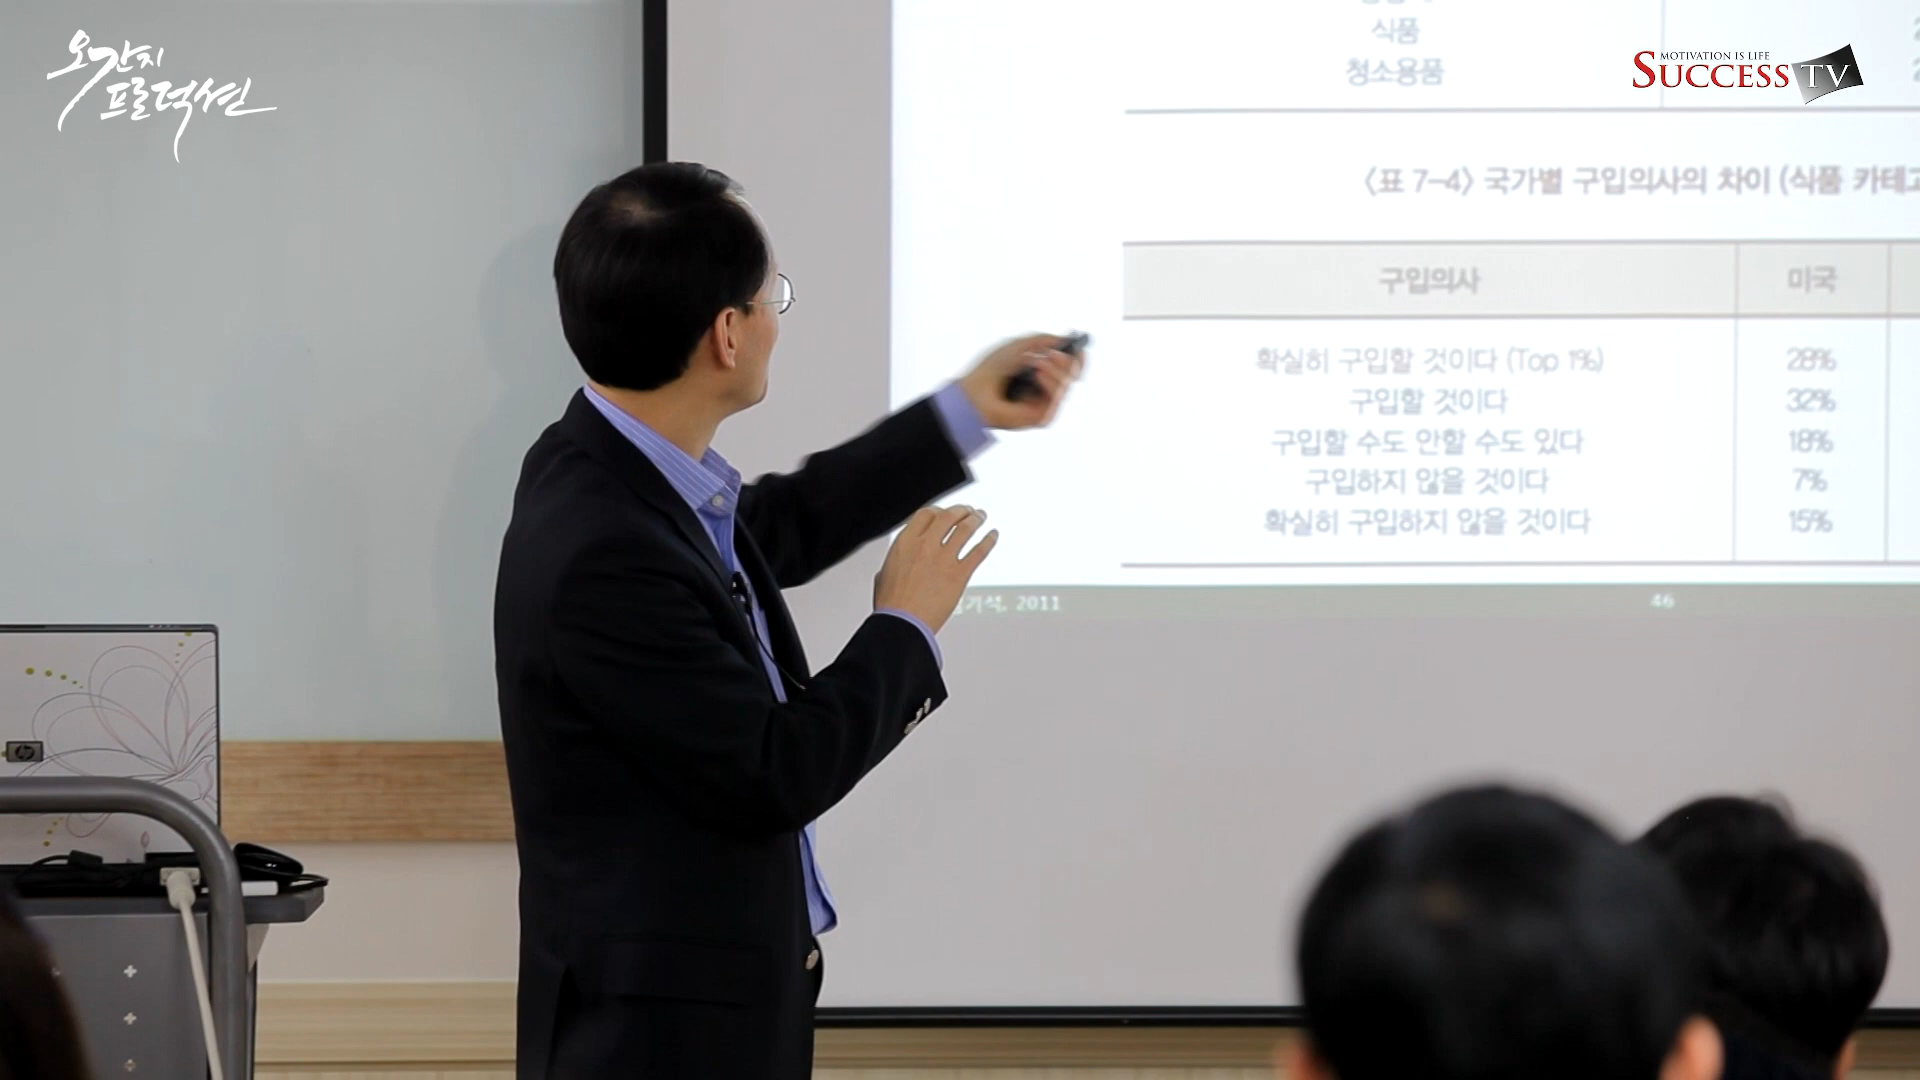 오간지
프로덕션
MOTIVATION IS LIFE
SUCCESS TV
식품
청소용품
<표 7-4> 국가별 구입의사의 차이 (식품
구입의사 미국
확실히 구입할 것이다 (Top 1%) 28%
구입할 것이다 32%
구입할 수도 안할 수도 있다 18%
구입하지 않을 것이다 7%
확실히 구입하지 않을 것이다 15%
2011 46
hp